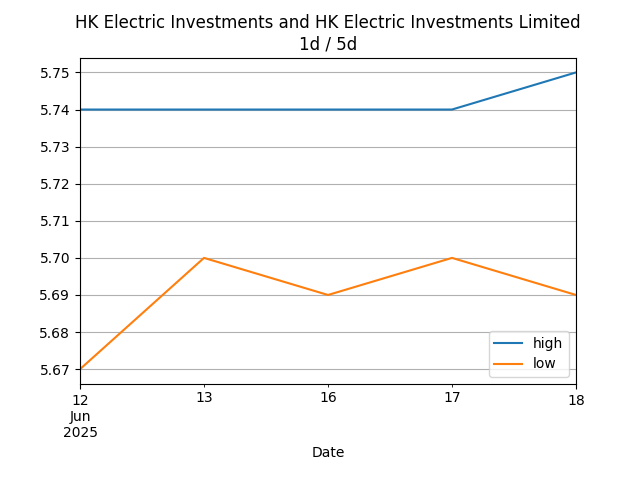 HK Electric Investments and HK Electric Investments Limited
1d / 5d
5.75
5.74
5.73
5.72
5.71
5.70
5.69
5.68
5.67
high
low
12
Jun
2025
13
16
17
18
Date